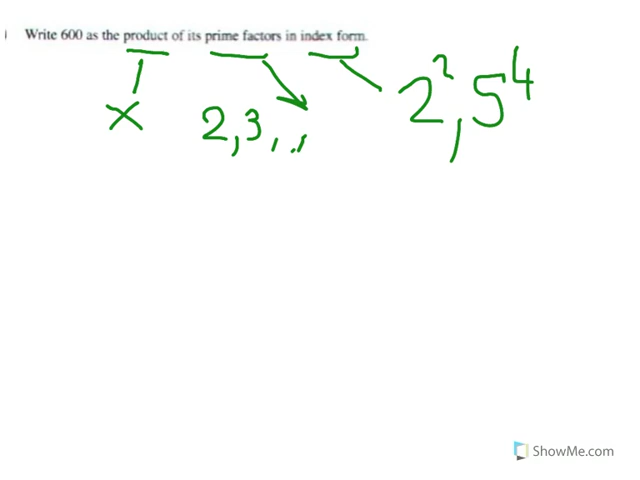 Write 600 as the product of its prime factors in index form.
× 2,3,., 2²,5⁴
ShowMe.com